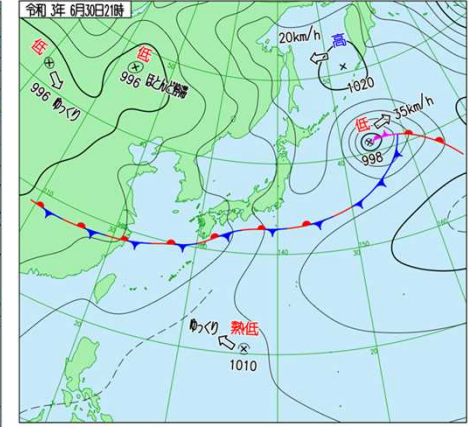 令和 3年 6月30日21時
20km/h
高
1020
低
996 ゆっくり
低
996 ほとんど停滞
低
35km/h
998
140
150
20
ゆっくり
熱低
1010